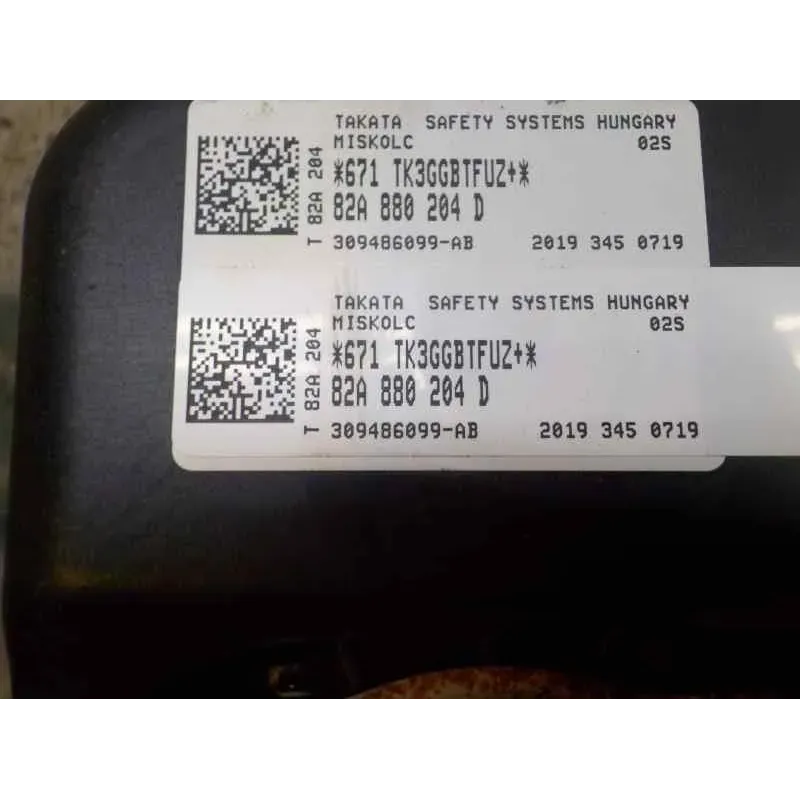 TAKATA SAFETY SYSTEMS HUNGARY
MISKOLC 02S
*671 TK3GGBTFUZ+*
82A 880 204 D
309486099-AB 2019 345 0719
T 82A 204
TAKATA SAFETY SYSTEMS HUNGARY
MISKOLC 02S
*671 TK3GGBTFUZ+*
82A 880 204 D
309486099-AB 2019 345 0719
T 82A 204